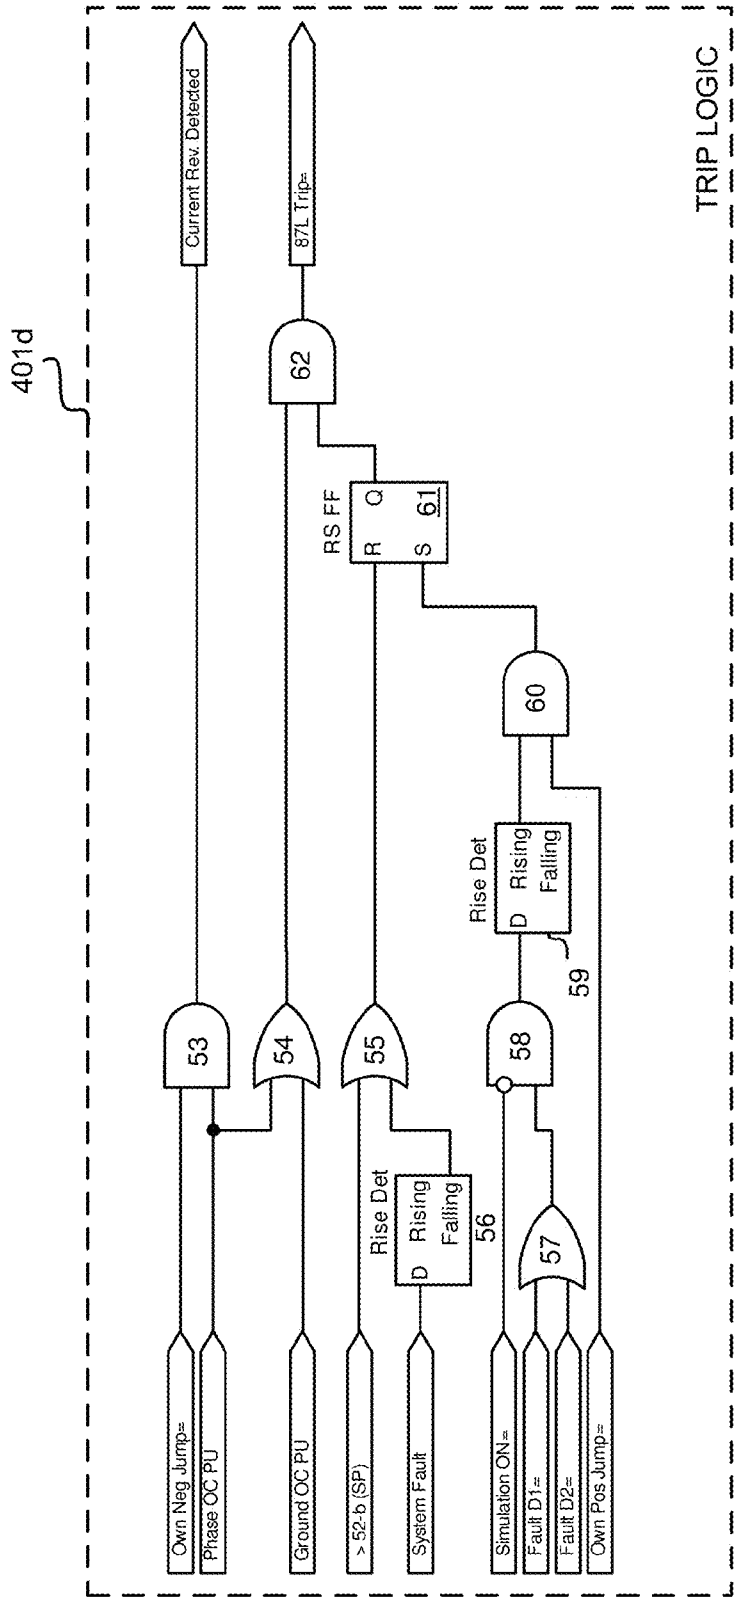 401d
TRIP LOGIC
Current Rev. Detected
87L Trip=
62
RS FF
R
Q
S
61
60
Rise Det
D
Rising
Falling
59
53
54
55
58
Rise Det
D
Rising
Falling
56
57
Own Neg Jump=
Phase OC PU
Ground OC PU
> 52-b (SP)
System Fault
Simulation ON=
Fault D1=
Fault D2=
Own Pos Jump=